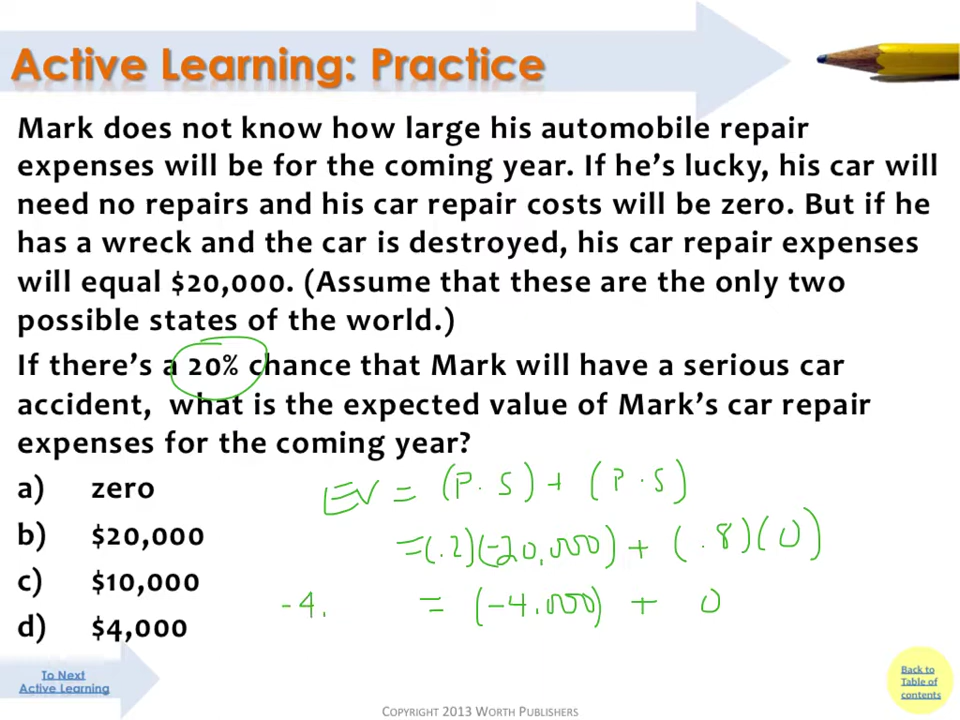 Active Learning: Practice
Mark does not know how large his automobile repair
expenses will be for the coming year. If he's lucky, his car will
need no repairs and his car repair costs will be zero. But if he
has a wreck and the car is destroyed, his car repair expenses
will equal $20,000. (Assume that these are the only two
possible states of the world.)
If there's a 20% chance that Mark will have a serious car
accident, what is the expected value of Mark's car repair
expenses for the coming year?
a) zero
b) $20,000
c) $10,000
d) $4,000
EV = (P. S) + (P. S)
= (.2)(-20,000) + (.8)(0)
= (-4.000) + 0
-4.
To Next
Active Learning
Back to
Table of
contents
COPYRIGHT 2013 WORTH PUBLISHERS